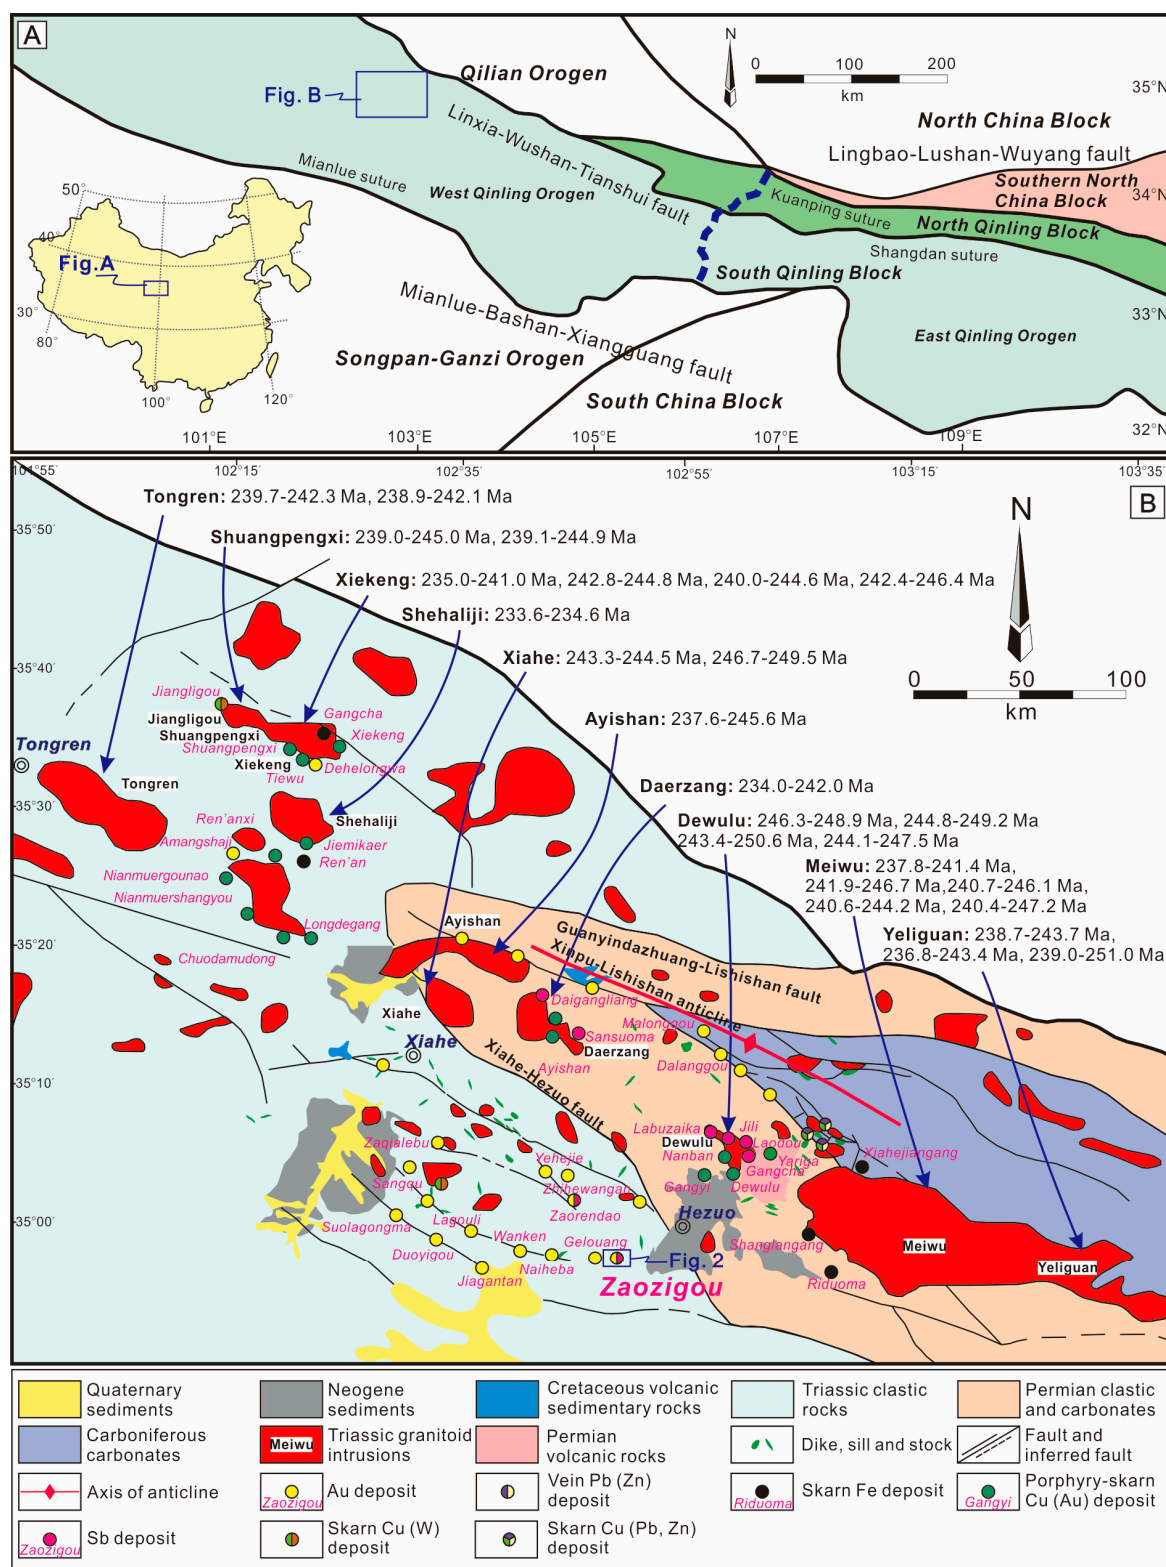 A
Qilian Orogen
N
0 100 200
km
35°N
Fig. B
North China Block
Linxia-Wushan-Tianshui fault
Lingbao-Lushan-Wuyang fault
Mianlue suture
West Qinling Orogen
Southern North
China Block
34°N
Kuanping suture
North Qinling Block
Shangdan suture
50°
40°
Fig.A
30°
80°
100°
120°
South Qinling Block
Mianlue-Bashan-Xiangguang fault
33°N
East Qinling Orogen
Songpan-Ganzi Orogen
South China Block
32°N
101°E
103°E
105°E
107°E
109°E
101°55′
102°15′
102°35′
102°55′
103°15′
103°35′
B
Tongren: 239.7-242.3 Ma, 238.9-242.1 Ma
35°50′
Shuangpengxi: 239.0-245.0 Ma, 239.1-244.9 Ma
N
Xiekeng: 235.0-241.0 Ma, 242.8-244.8 Ma, 240.0-244.6 Ma, 242.4-246.4 Ma
Shehaliji: 233.6-234.6 Ma
Xiahe: 243.3-244.5 Ma, 246.7-249.5 Ma
35°40′
0 50 100
km
Jiangligou
Jiangligou
Gangcha
Ayishan: 237.6-245.6 Ma
Shuangpengxi
Xiekeng
Shuangpengxi
Tongren
Xiekeng
Dehelongwa
Tiewu
Tongren
Daerzang: 234.0-242.0 Ma
35°30′
Ren'anxi
Shehaliji
Dewulu: 246.3-248.9 Ma, 244.8-249.2 Ma
243.4-250.6 Ma, 244.1-247.5 Ma
Amangshaji
Jiemikaer
Ren'an
Meiwu: 237.8-241.4 Ma,
241.9-246.7 Ma,240.7-246.1 Ma,
240.6-244.2 Ma, 240.4-247.2 Ma
Nianmuergounao
Nianmuershangyou
Longdegang
Ayishan
Yeliguan: 238.7-243.7 Ma,
236.8-243.4 Ma, 239.0-251.0 Ma
35°20′
Guanyindazhuang-Lishishan fault
Xinpu-Lishishan anticline
Chuodamudong
Daigangliang
Xiahe
Malonggou
Sansuoma
Daerzang
Xiahe
Ayishan
Dalanggou
35°10′
Xiahe-Hezuo fault
Labuzaika
Jili
Zaqialebu
Dewulu
Laodou
Nanban
Yariga
Xiahejiangang
Yehejie
Gangcha
Sangqu
Zhihewangan
Gangyi
Dewulu
35°00′
Suolagongma
Lagouli
Zaorendao
Hezuo
Wanken
Gelouang
Shangjangang
Meiwu
Duoyigou
Naiheba
Fig. 2
Yeliguan
Jiagantan
Zaozigou
Riduoma
Quaternary
sediments
Neogene
sediments
Cretaceous volcanic
sedimentary rocks
Triassic clastic
rocks
Permian clastic
and carbonates
Carboniferous
carbonates
Meiwu
Triassic granitoid
intrusions
Permian
volcanic rocks
Dike, sill and stock
Fault and
inferred fault
Axis of anticline
Zaozigou
Au deposit
Vein Pb (Zn)
deposit
Riduoma
Skarn Fe deposit
Gangyi
Porphyry-skarn
Cu (Au) deposit
Zaozigou
Sb deposit
Skarn Cu (W)
deposit
Skarn Cu (Pb, Zn)
deposit